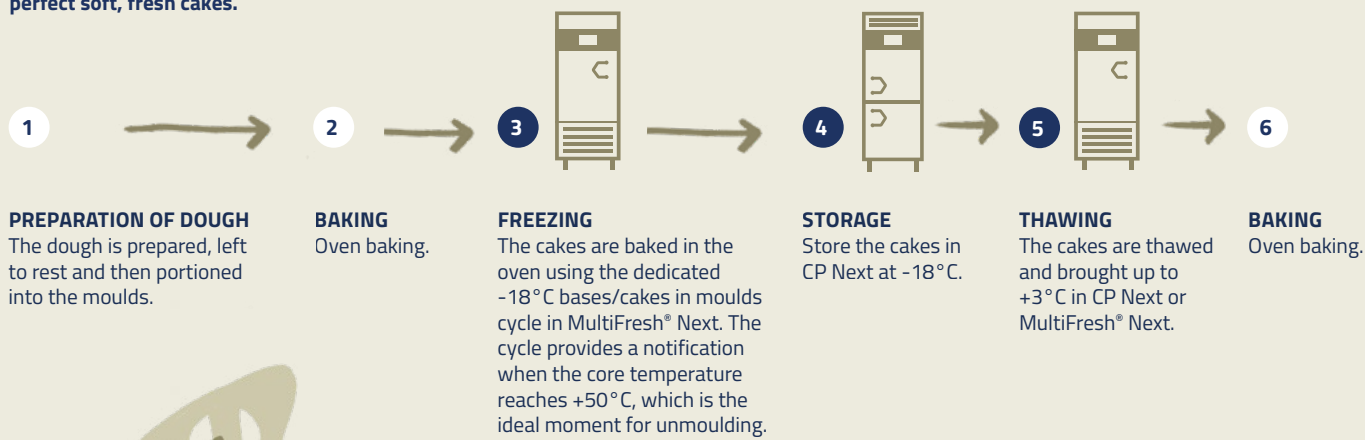 perfect soft, fresh cakes.
1
2
3
4
5
6
PREPARATION OF DOUGH
The dough is prepared, left
to rest and then portioned
into the moulds.
BAKING
Oven baking.
FREEZING
The cakes are baked in the
oven using the dedicated
-18°C bases/cakes in moulds
cycle in MultiFresh® Next. The
cycle provides a notification
when the core temperature
reaches +50°C, which is the
ideal moment for unmoulding.
STORAGE
Store the cakes in
CP Next at -18°C.
THAWING
The cakes are thawed
and brought up to
+3°C in CP Next or
MultiFresh® Next.
BAKING
Oven baking.